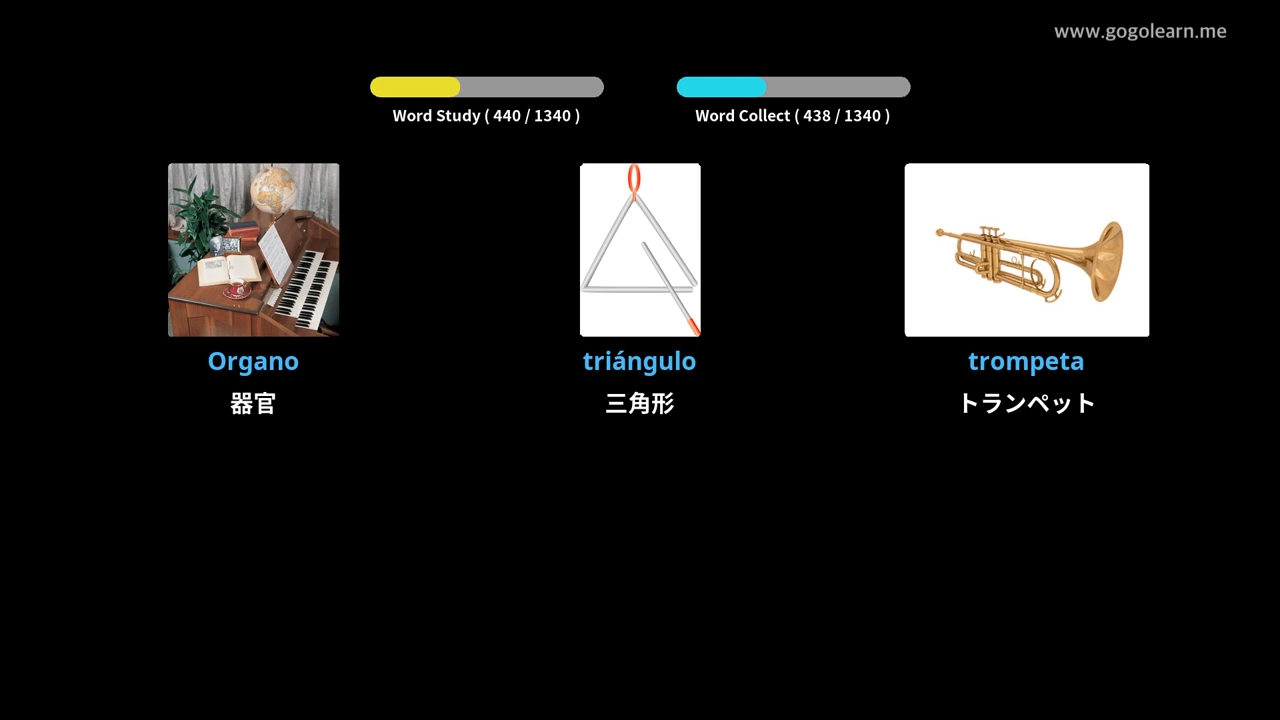 www.gogolearn.me
Word Study ( 440 / 1340 )
Word Collect ( 438 / 1340 )
Organo
器官
triángulo
三角形
trompeta
トランペット